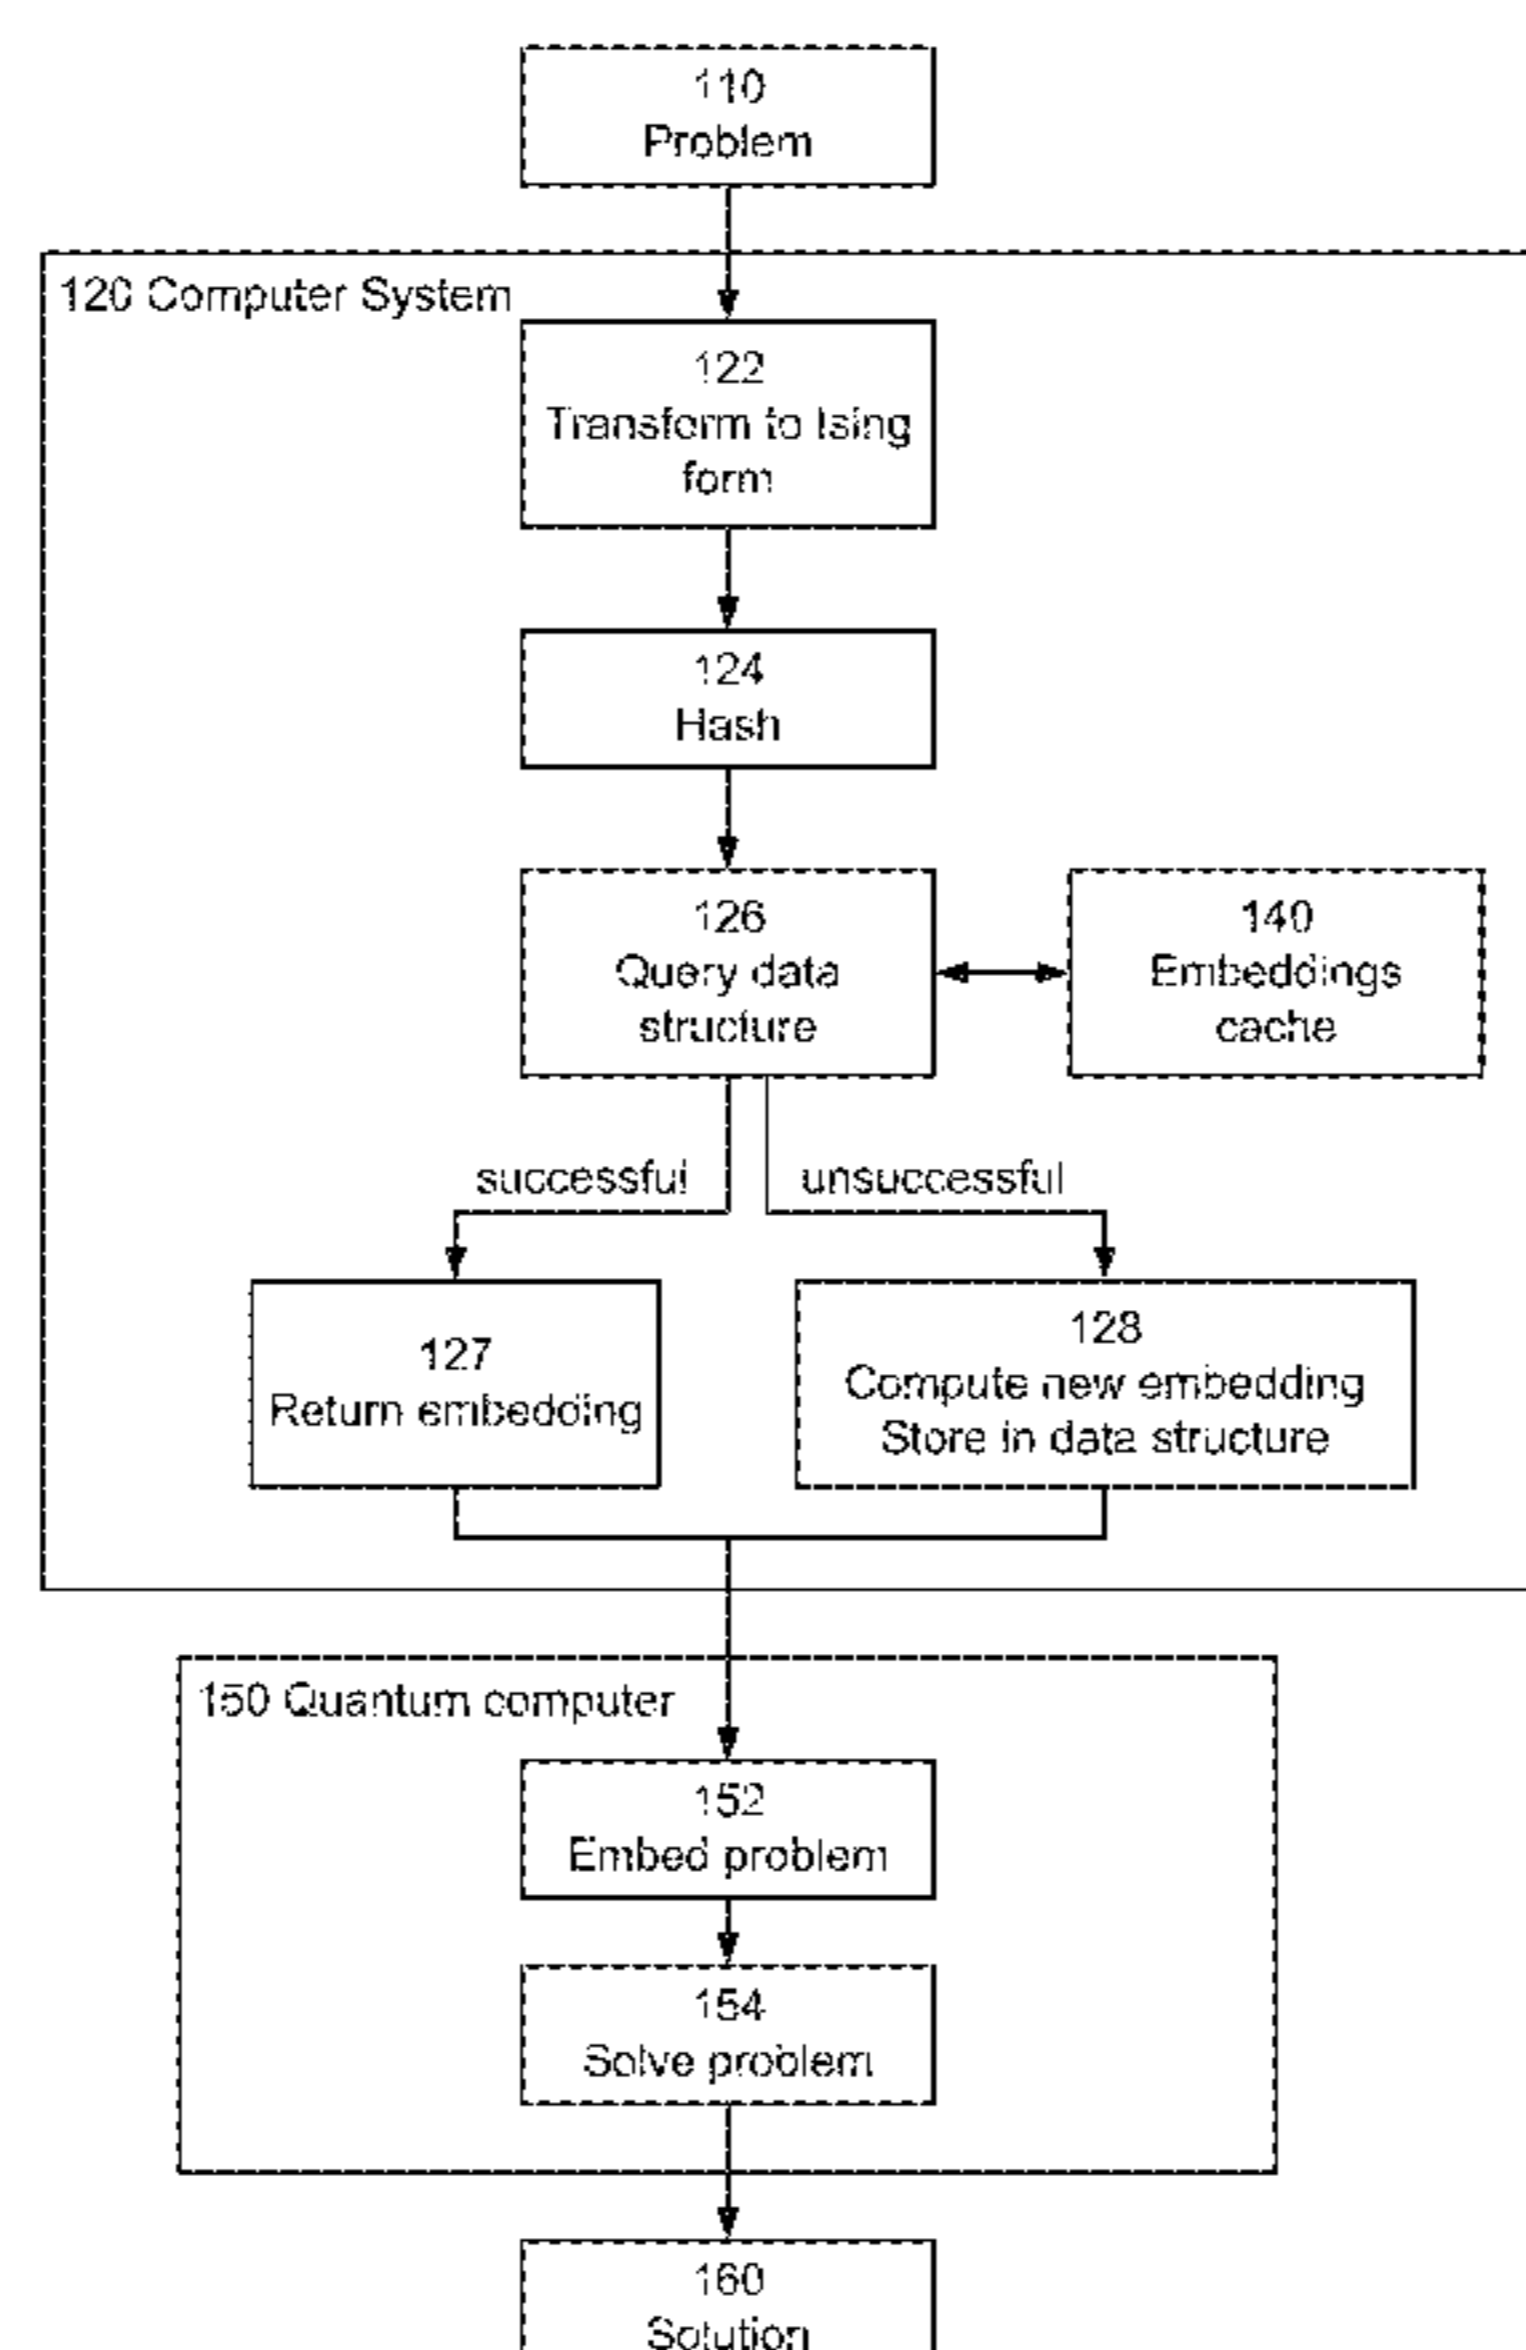 110
Problem
120 Computer System
122
Transform to Ising
form
124
Hash
126
Query data
structure
140
Embeddings
cache
successful
unsuccessful
127
Return embedding
128
Compute new embedding
Store in data structure
150 Quantum computer
152
Embed problem
154
Solve problem
160
Solution